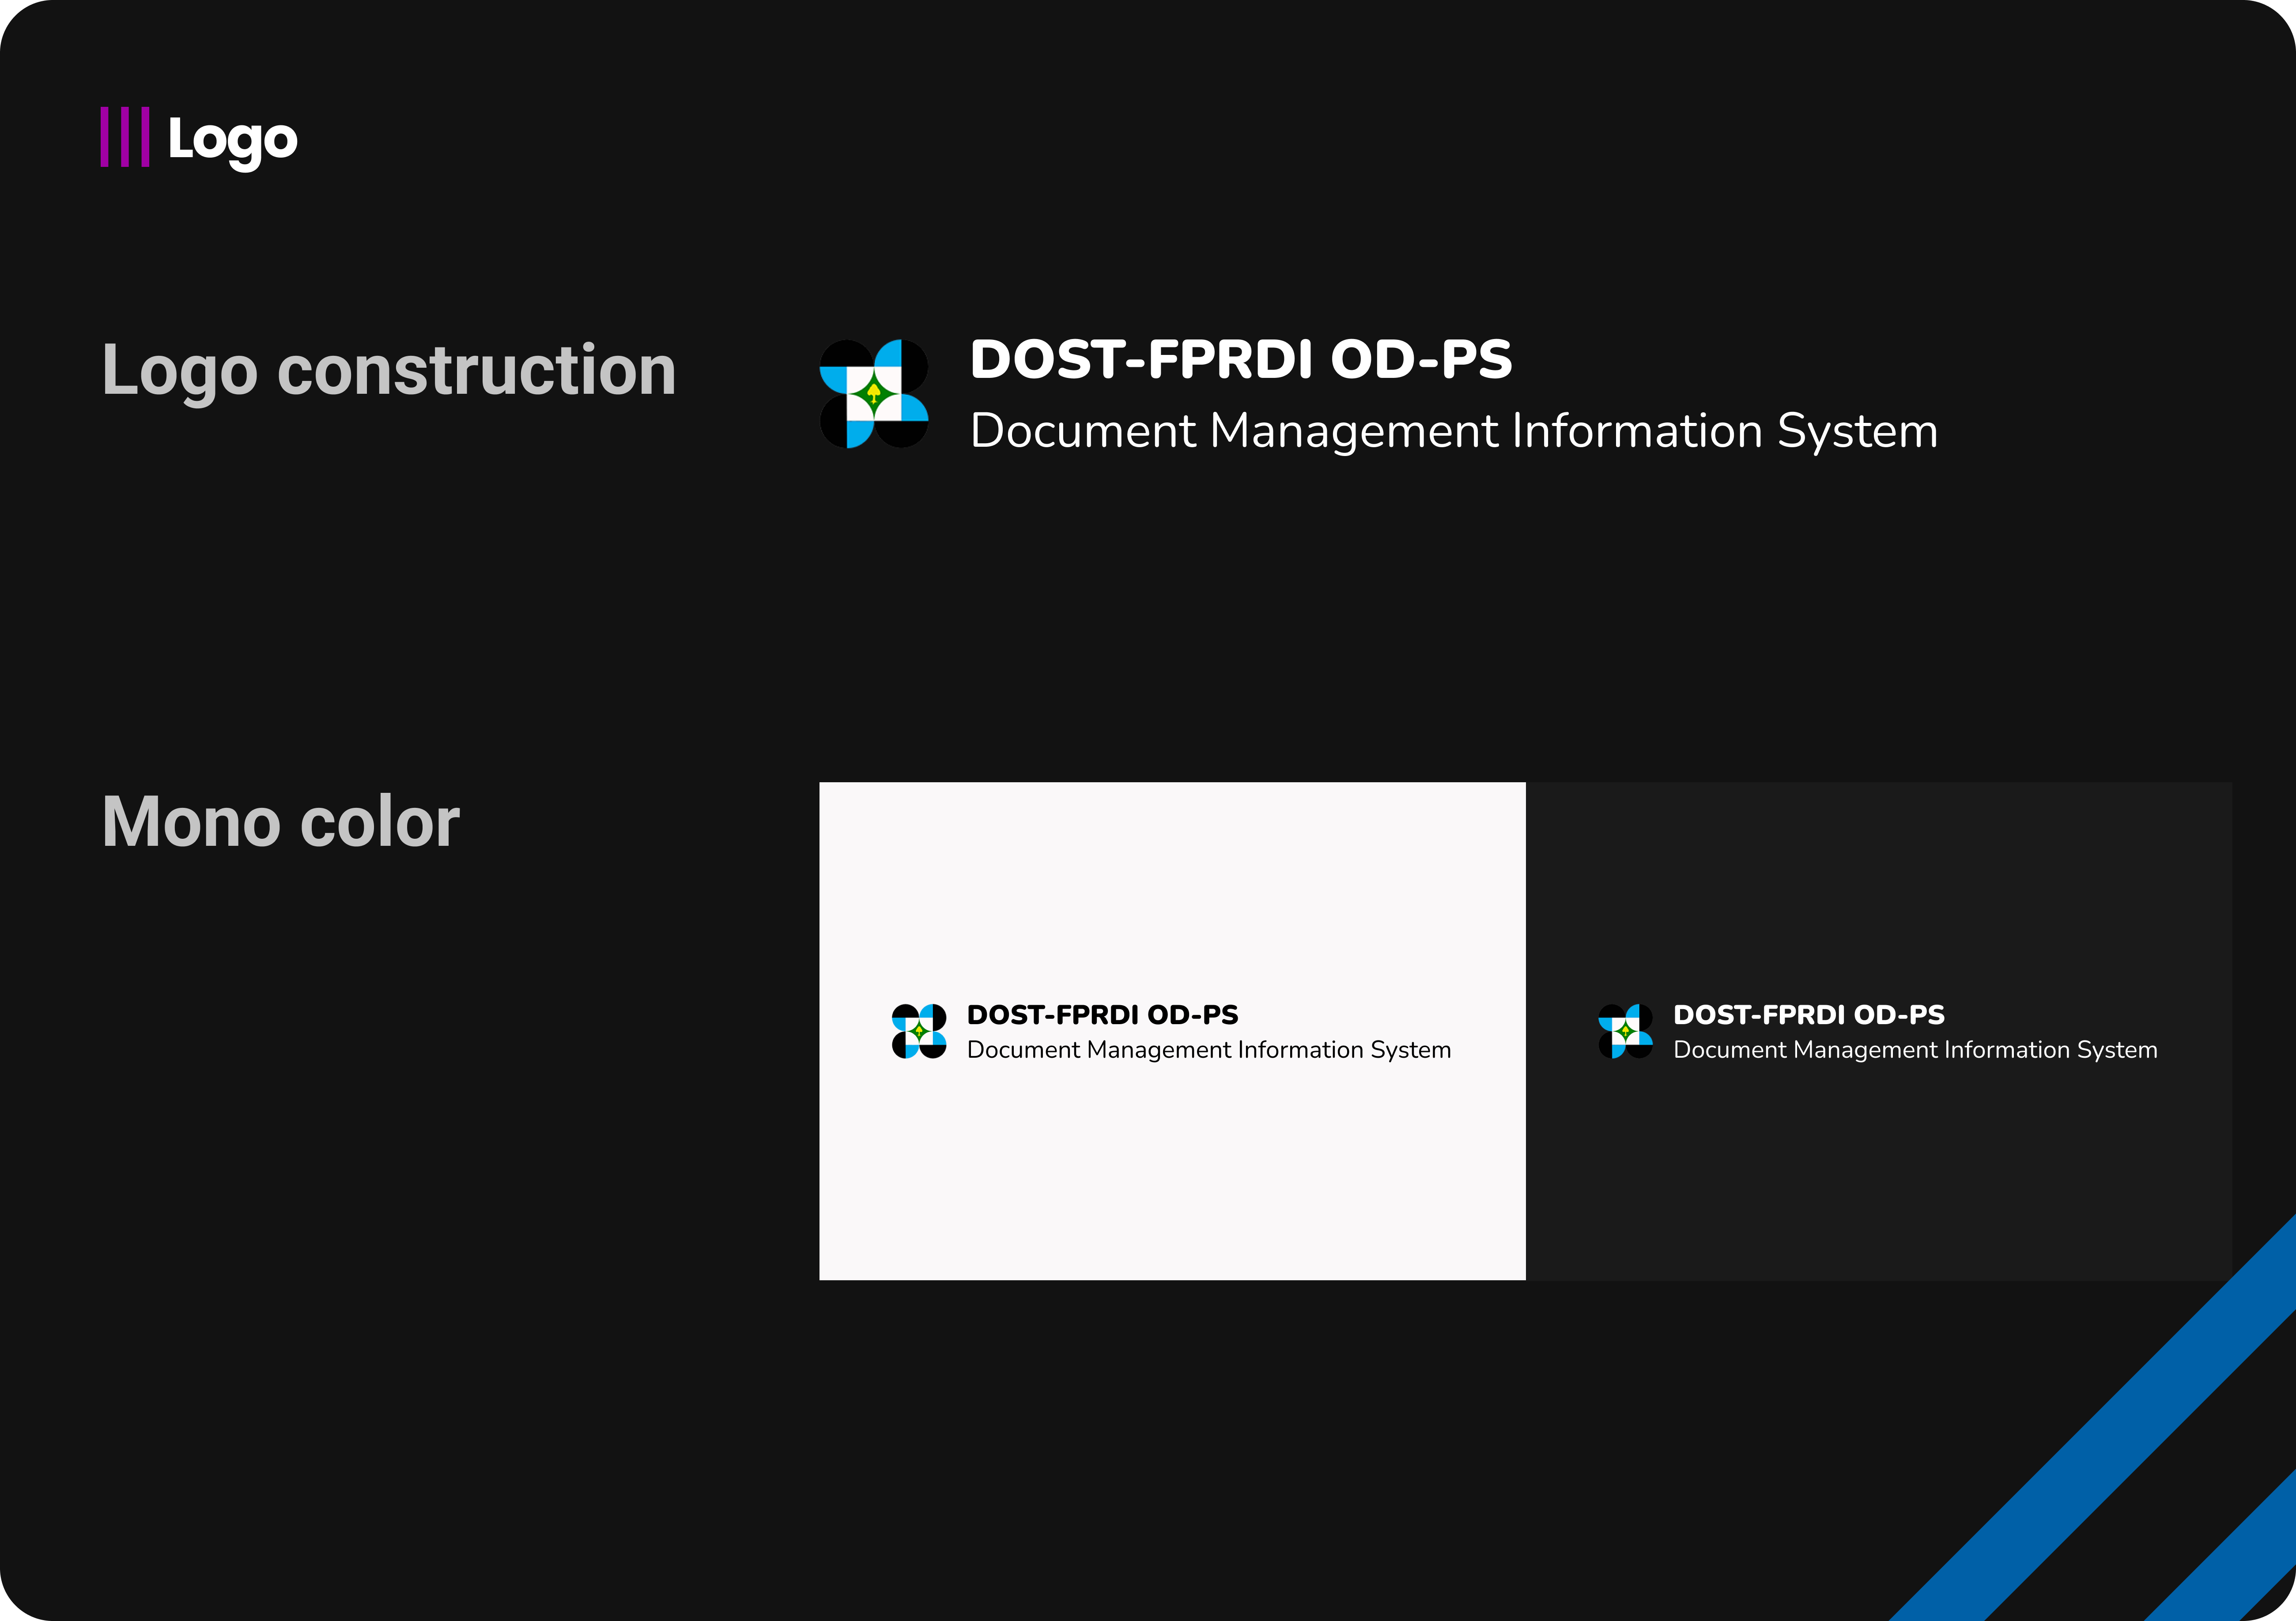 Logo
Logo construction
DOST-FPRDI OD-PS
Document Management Information System
Mono color
DOST-FPRDI OD-PS
Document Management Information System
DOST-FPRDI OD-PS
Document Management Information System